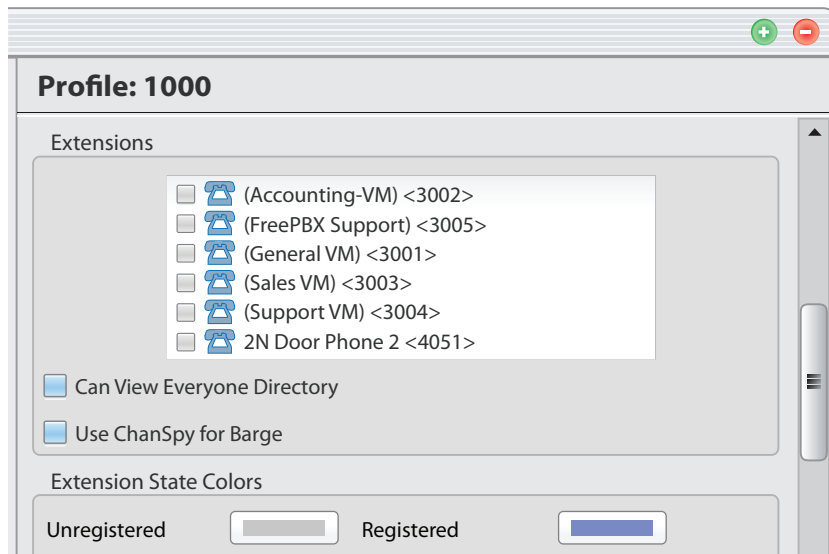 Profile: 1000
Extensions
(Accounting-VM) <3002>
(FreePBX Support) <3005>
(General VM) <3001>
(Sales VM) <3003>
(Support VM) <3004>
2N Door Phone 2 <4051>
Can View Everyone Directory
Use ChanSpy for Barge
Extension State Colors
Unregistered Registered